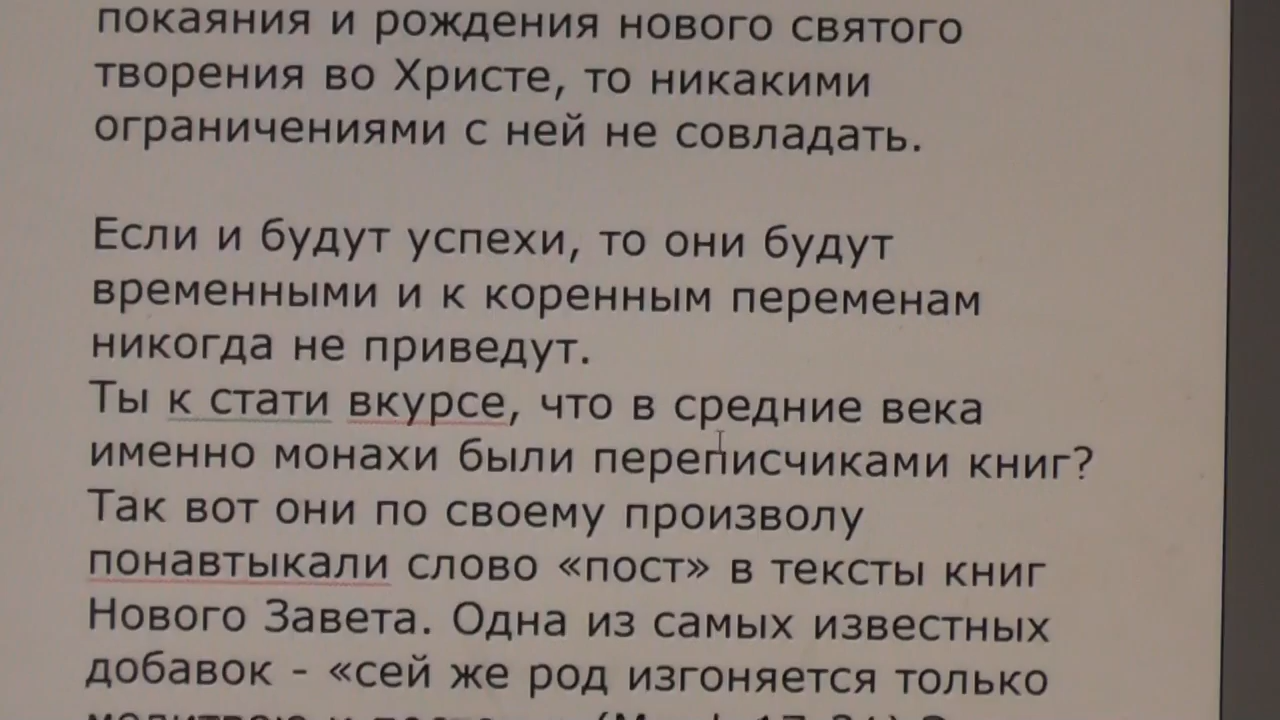 покаяния и рождения нового святого
творения во Христе, то никакими
ограничениями с ней не совладать.
Если и будут успехи, то они будут
временными и к коренным переменам
никогда не приведут.
Ты к стати вкурсе, что в средние века
именно монахи были переписчиками книг?
Так вот они по своему произволу
понавтыкали слово «пост» в тексты книг
Нового Завета. Одна из самых известных
добавок - «сей же род изгоняется только